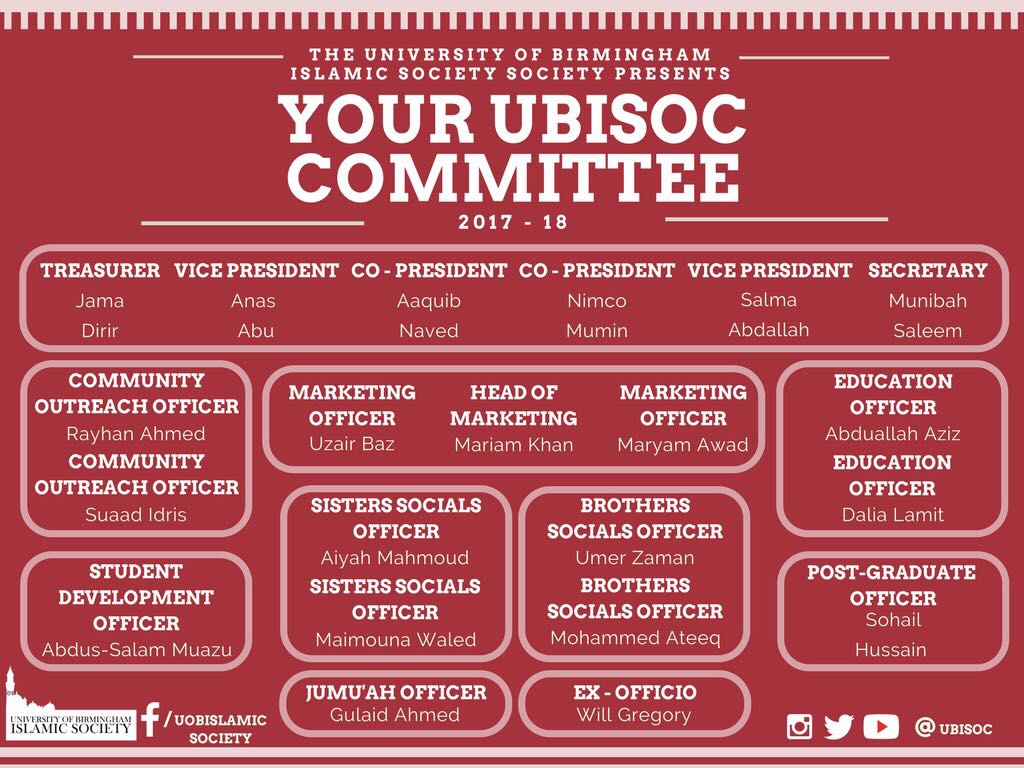 THE UNIVERSITY OF BIRMINGHAM
ISLAMIC SOCIETY SOCIETY PRESENTS
YOUR UBISOC
COMMITTEE
2017 - 18
TREASURER VICE PRESIDENT CO - PRESIDENT CO - PRESIDENT VICE PRESIDENT SECRETARY
Jama Anas Aaquib Nimco Salma Munibah
Dirir Abu Naved Mumin Abdallah Saleem
COMMUNITY
OUTREACH OFFICER
Rayhan Ahmed
COMMUNITY
OUTREACH OFFICER
Suaad Idris
MARKETING HEAD OF MARKETING
OFFICER MARKETING OFFICER
Uzair Baz Mariam Khan Maryam Awad
EDUCATION
OFFICER
Abduallah Aziz
EDUCATION
OFFICER
Dalia Lamit
SISTERS SOCIALS
OFFICER
Aiyah Mahmoud
SISTERS SOCIALS
OFFICER
Maimouna Waled
BROTHERS
SOCIALS OFFICER
Umer Zaman
BROTHERS
SOCIALS OFFICER
Mohammed Ateeq
STUDENT
DEVELOPMENT
OFFICER
Abdus-Salam Muazu
POST-GRADUATE
OFFICER
Sohail
Hussain
JUMU'AH OFFICER
Gulaid Ahmed
EX - OFFICIO
Will Gregory
UNIVERSITY OF BIRMINGHAM
ISLAMIC SOCIETY
f/UOBISLAMIC
SOCIETY
@ UBISOC